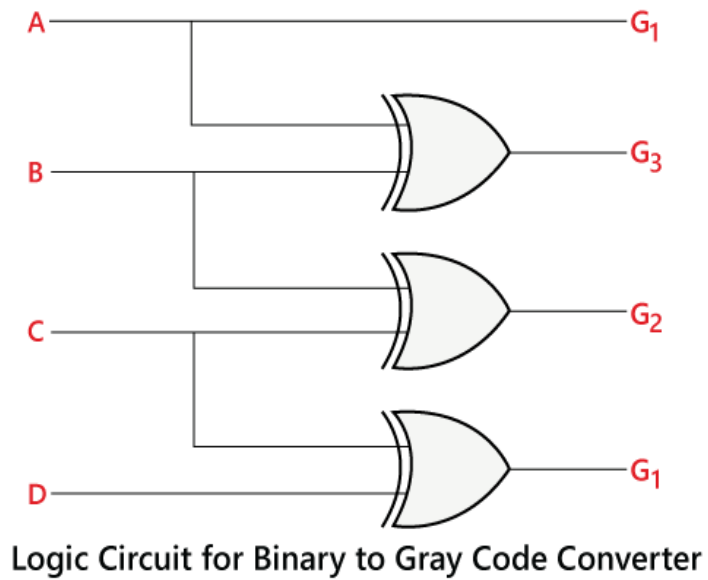 A G₁
G₃
B
G₂
C
G₁
D
Logic Circuit for Binary to Gray Code Converter